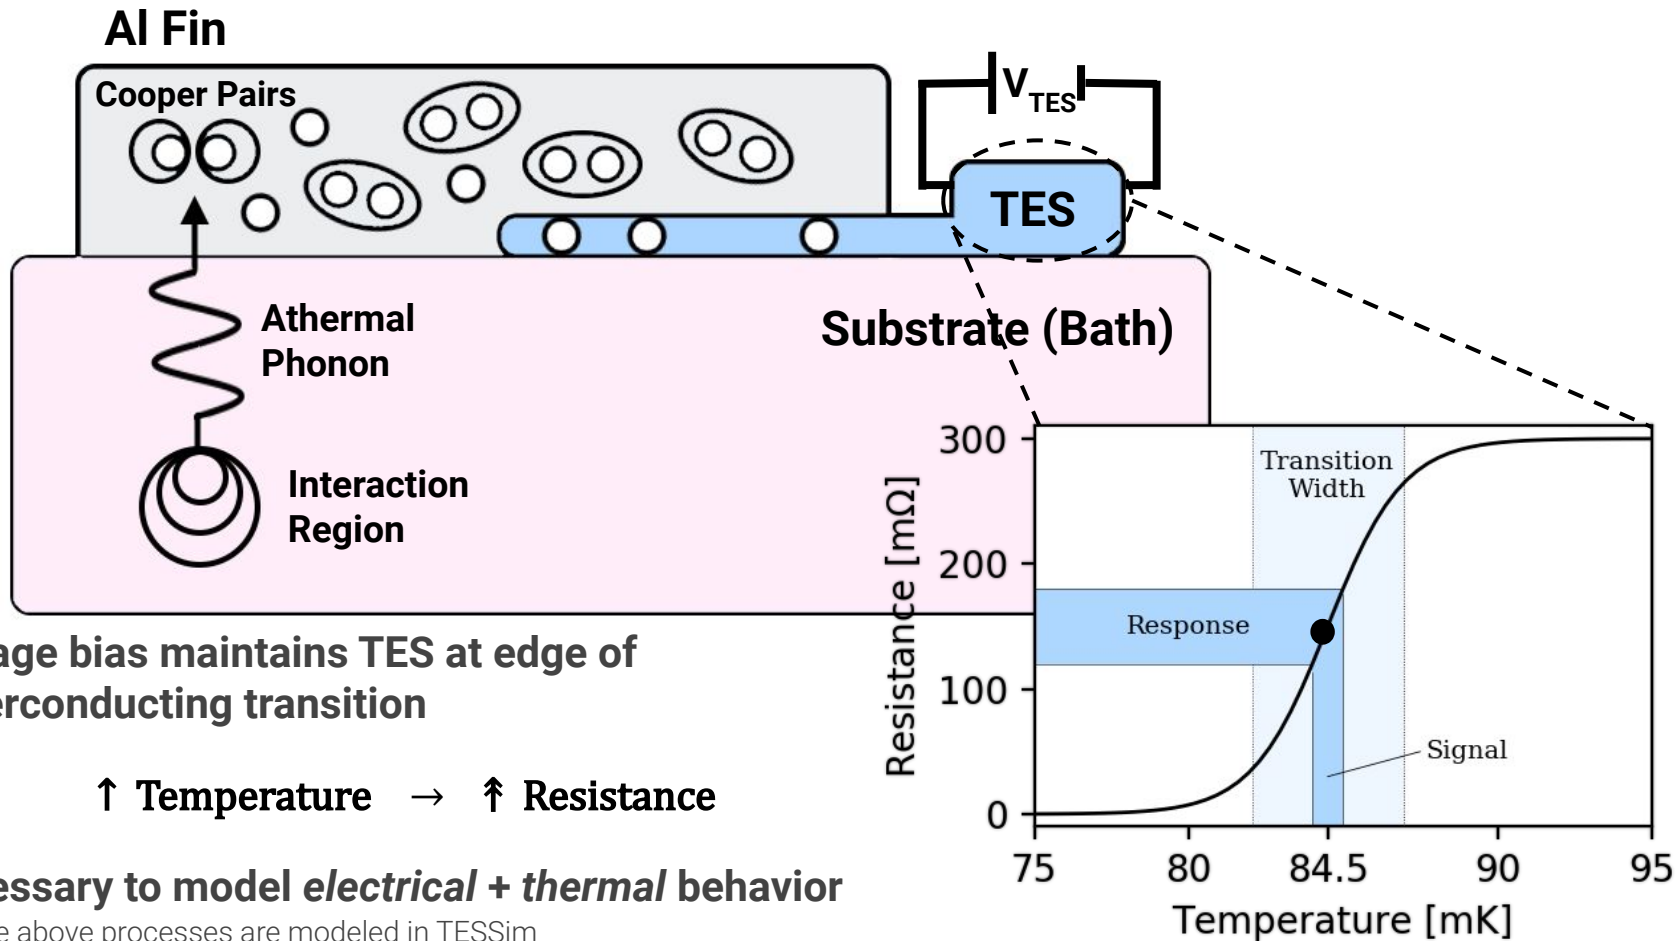 Al Fin
Cooper Pairs
V_TES
TES
Athermal
Phonon
Substrate (Bath)
Interaction
Region
age bias maintains TES at edge of
erconducting transition
↑ Temperature → ↟ Resistance
essary to model electrical + thermal behavior
e above processes are modeled in TESSim
Resistance [mΩ]
300
200
100
0
Transition
Width
Response
Signal
75 80 84.5 90 95
Temperature [mK]